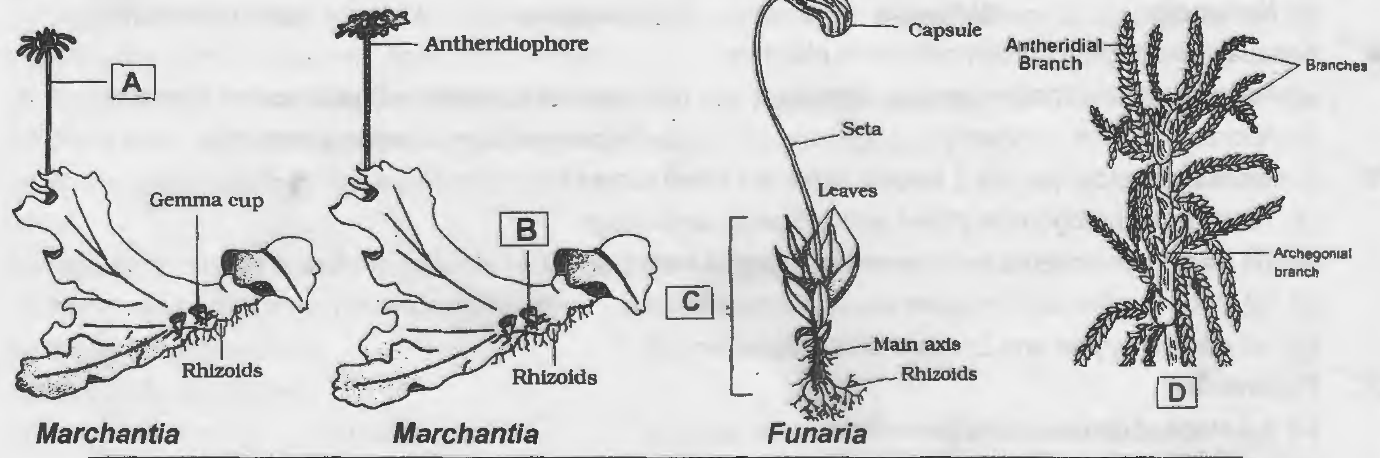 A
Gemma cup
Rhizoids
Marchantia
Antheridiophore
B
Rhizoids
Marchantia
Capsule
Seta
Leaves
C
Main axis
Rhizoids
Funaria
Antheridial
Branch
Branches
Archegonial
branch
D